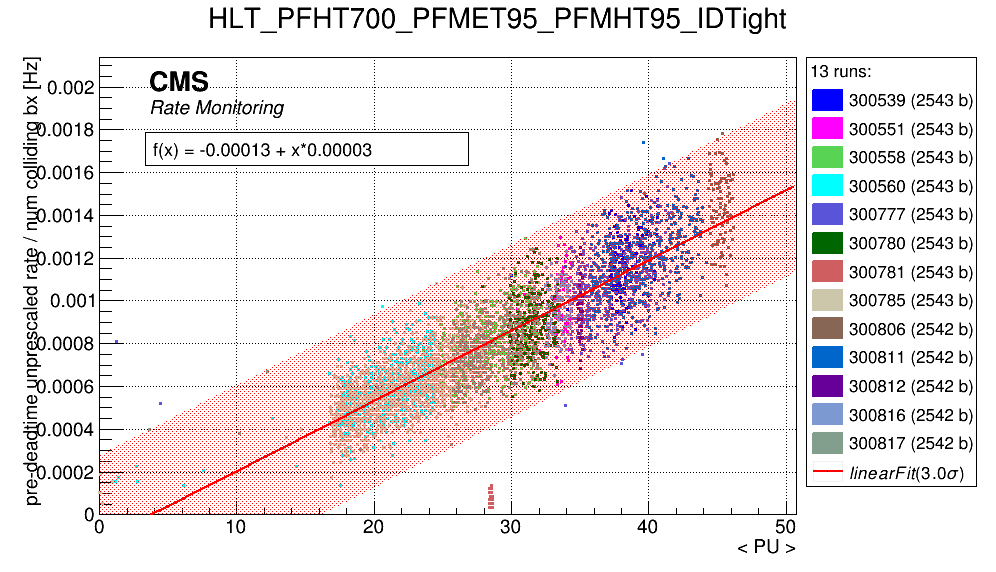 HLT_PFHT700_PFMET95_PFMHT95_IDTight
pre-deadtime unprescaled rate / num colliding bx [Hz]
0.002
0.0018
0.0016
0.0014
0.0012
0.001
0.0008
0.0006
0.0004
0.0002
0
CMS
Rate Monitoring
f(x) = -0.00013 + x*0.00003
0 10 20 30 40 50
< PU >
13 runs:
300539 (2543 b)
300551 (2543 b)
300558 (2543 b)
300560 (2543 b)
300777 (2543 b)
300780 (2543 b)
300781 (2543 b)
300785 (2543 b)
300806 (2542 b)
300811 (2542 b)
300812 (2542 b)
300816 (2542 b)
300817 (2542 b)
linearFit(3.0σ)